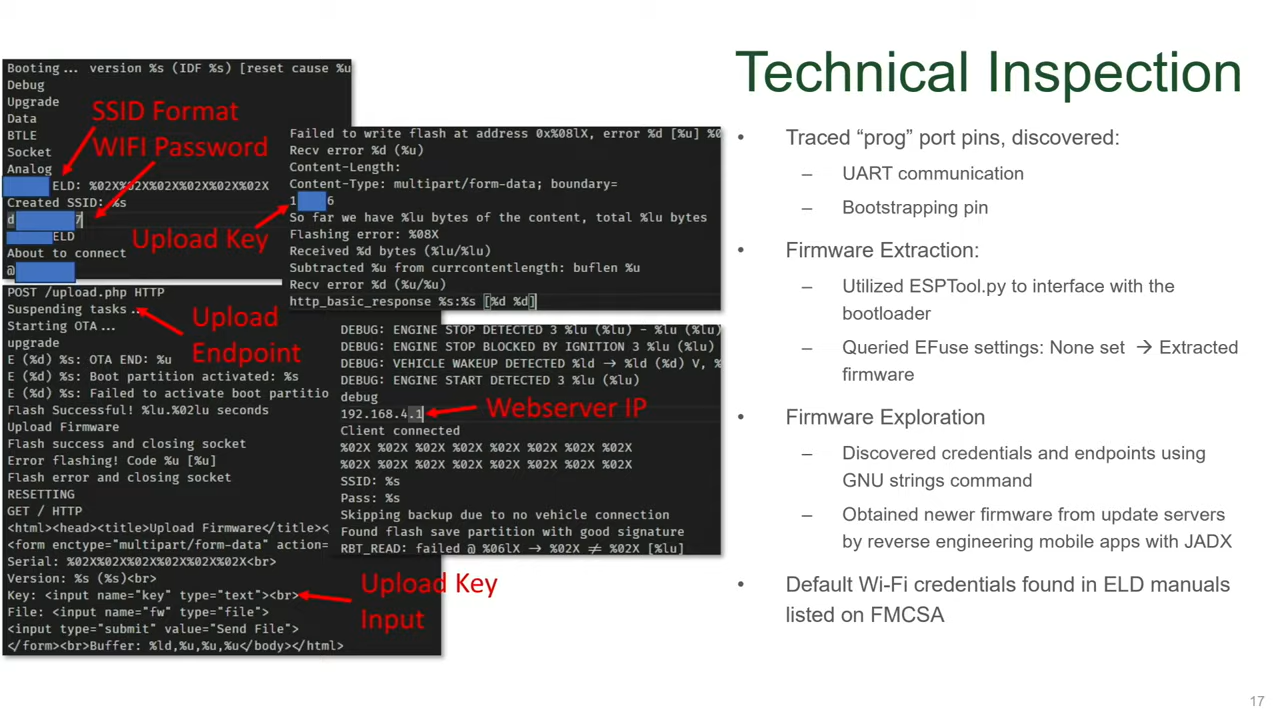 Technical Inspection
Booting... version %s (IDF %s) [reset cause %u
Debug
Upgrade
Data
BTLE
Socket
Analog
ELD: %02X%02X%02X%02X%02X%02X
Created SSID: %s
d 7
ELD
About to connect
@
SSID Format
WIFI Password
Upload Key
Failed to write flash at address 0x%08lX, error %d [%u] %
Recv error %d (%u)
Content-Length:
Content-Type: multipart/form-data; boundary=
1 6
So far we have %lu bytes of the content, total %lu bytes
Flashing error: %08X
Received %d bytes (%lu/%lu)
Subtracted %u from currcontentlength: buflen %u
Recv error %d (%u/%u)
http_basic_response %s:%s [%d %d]
POST /upload.php HTTP
Suspending tasks...
Starting OTA...
upgrade
E (%d) %s: OTA END: %u
E (%d) %s: Boot partition activated: %s
E (%d) %s: Failed to activate boot partitio
Flash Successful! %lu.%02lu seconds
Upload Firmware
Flash success and closing socket
Error flashing! Code %u [%u]
Flash error and closing socket
RESETTING
GET / HTTP
<html><head><title>Upload Firmware</title><
<form enctype="multipart/form-data" action=
Serial: %02X%02X%02X%02X%02X%02X<br>
Version: %s (%s)<br>
Key: <input name="key" type="text"><br>
File: <input name="fw" type="file">
<input type="submit" value="Send File">
</form><br>Buffer: %ld,%u,%u,%u</body></html>
Upload
Endpoint
DEBUG: ENGINE STOP DETECTED 3 %lu (%lu) - %lu (%lu)
DEBUG: ENGINE STOP BLOCKED BY IGNITION 3 %lu (%lu)
DEBUG: VEHICLE WAKEUP DETECTED %ld → %ld (%d) V, %
DEBUG: ENGINE START DETECTED 3 %lu (%lu)
debug
192.168.4.1
Client connected
%02X %02X %02X %02X %02X %02X %02X %02X
%02X %02X %02X %02X %02X %02X %02X %02X
SSID: %s
Pass: %s
Skipping backup due to no vehicle connection
Found flash save partition with good signature
RBT_READ: failed @ %06lX → %02X ≠ %02X [%lu]
Webserver IP
Upload Key
Input
• Traced “prog” port pins, discovered:
– UART communication
– Bootstrapping pin
• Firmware Extraction:
– Utilized ESPTool.py to interface with the
bootloader
– Queried EFuse settings: None set → Extracted
firmware
• Firmware Exploration
– Discovered credentials and endpoints using
GNU strings command
– Obtained newer firmware from update servers
by reverse engineering mobile apps with JADX
• Default Wi-Fi credentials found in ELD manuals
listed on FMCSA
17